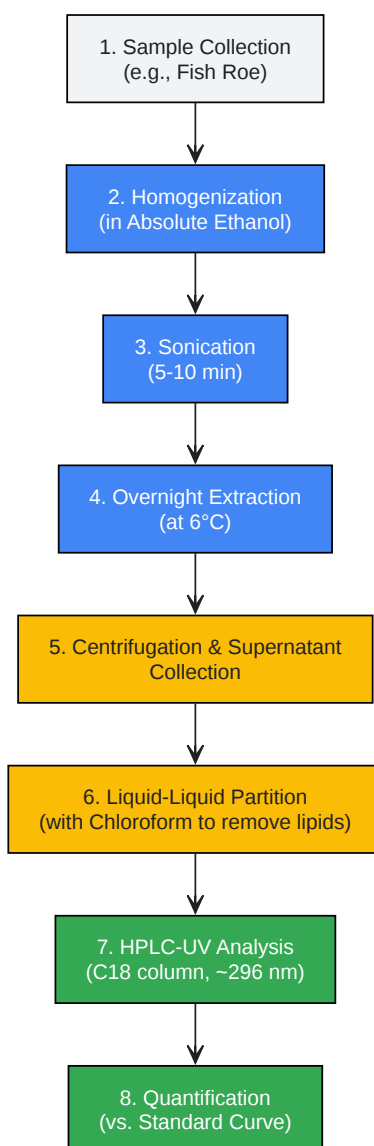 1. Sample Collection
(e.g., Fish Roe)
2. Homogenization
(in Absolute Ethanol)
3. Sonication
(5-10 min)
4. Overnight Extraction
(at 6°C)
5. Centrifugation & Supernatant
Collection
6. Liquid-Liquid Partition
(with Chloroform to remove lipids)
7. HPLC-UV Analysis
(C18 column, ~296 nm)
8. Quantification
(vs. Standard Curve)